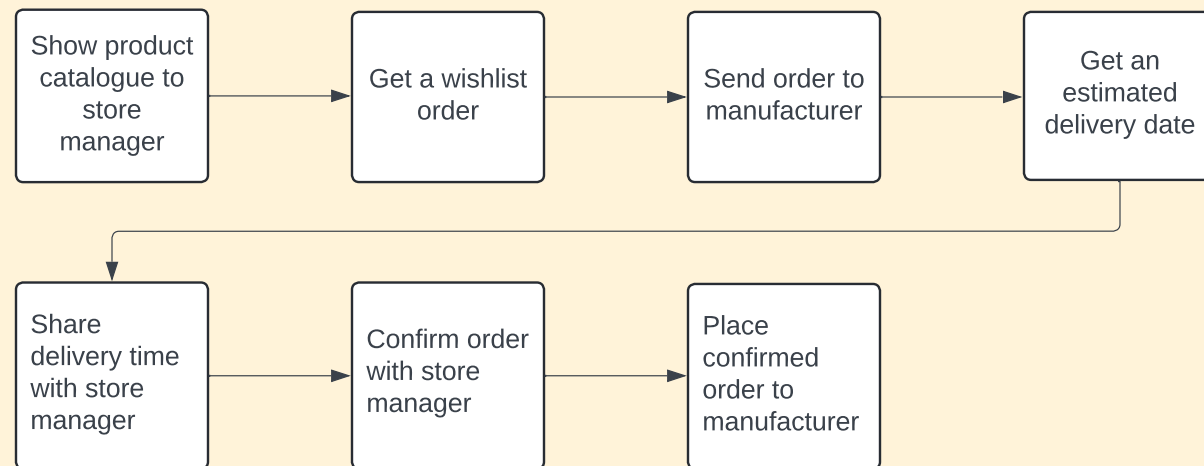 Show product
catalogue to
store
manager
Get a wishlist
order
Send order to
manufacturer
Get an
estimated
delivery date
Share
delivery time
with store
manager
Confirm order
with store
manager
Place
confirmed
order to
manufacturer